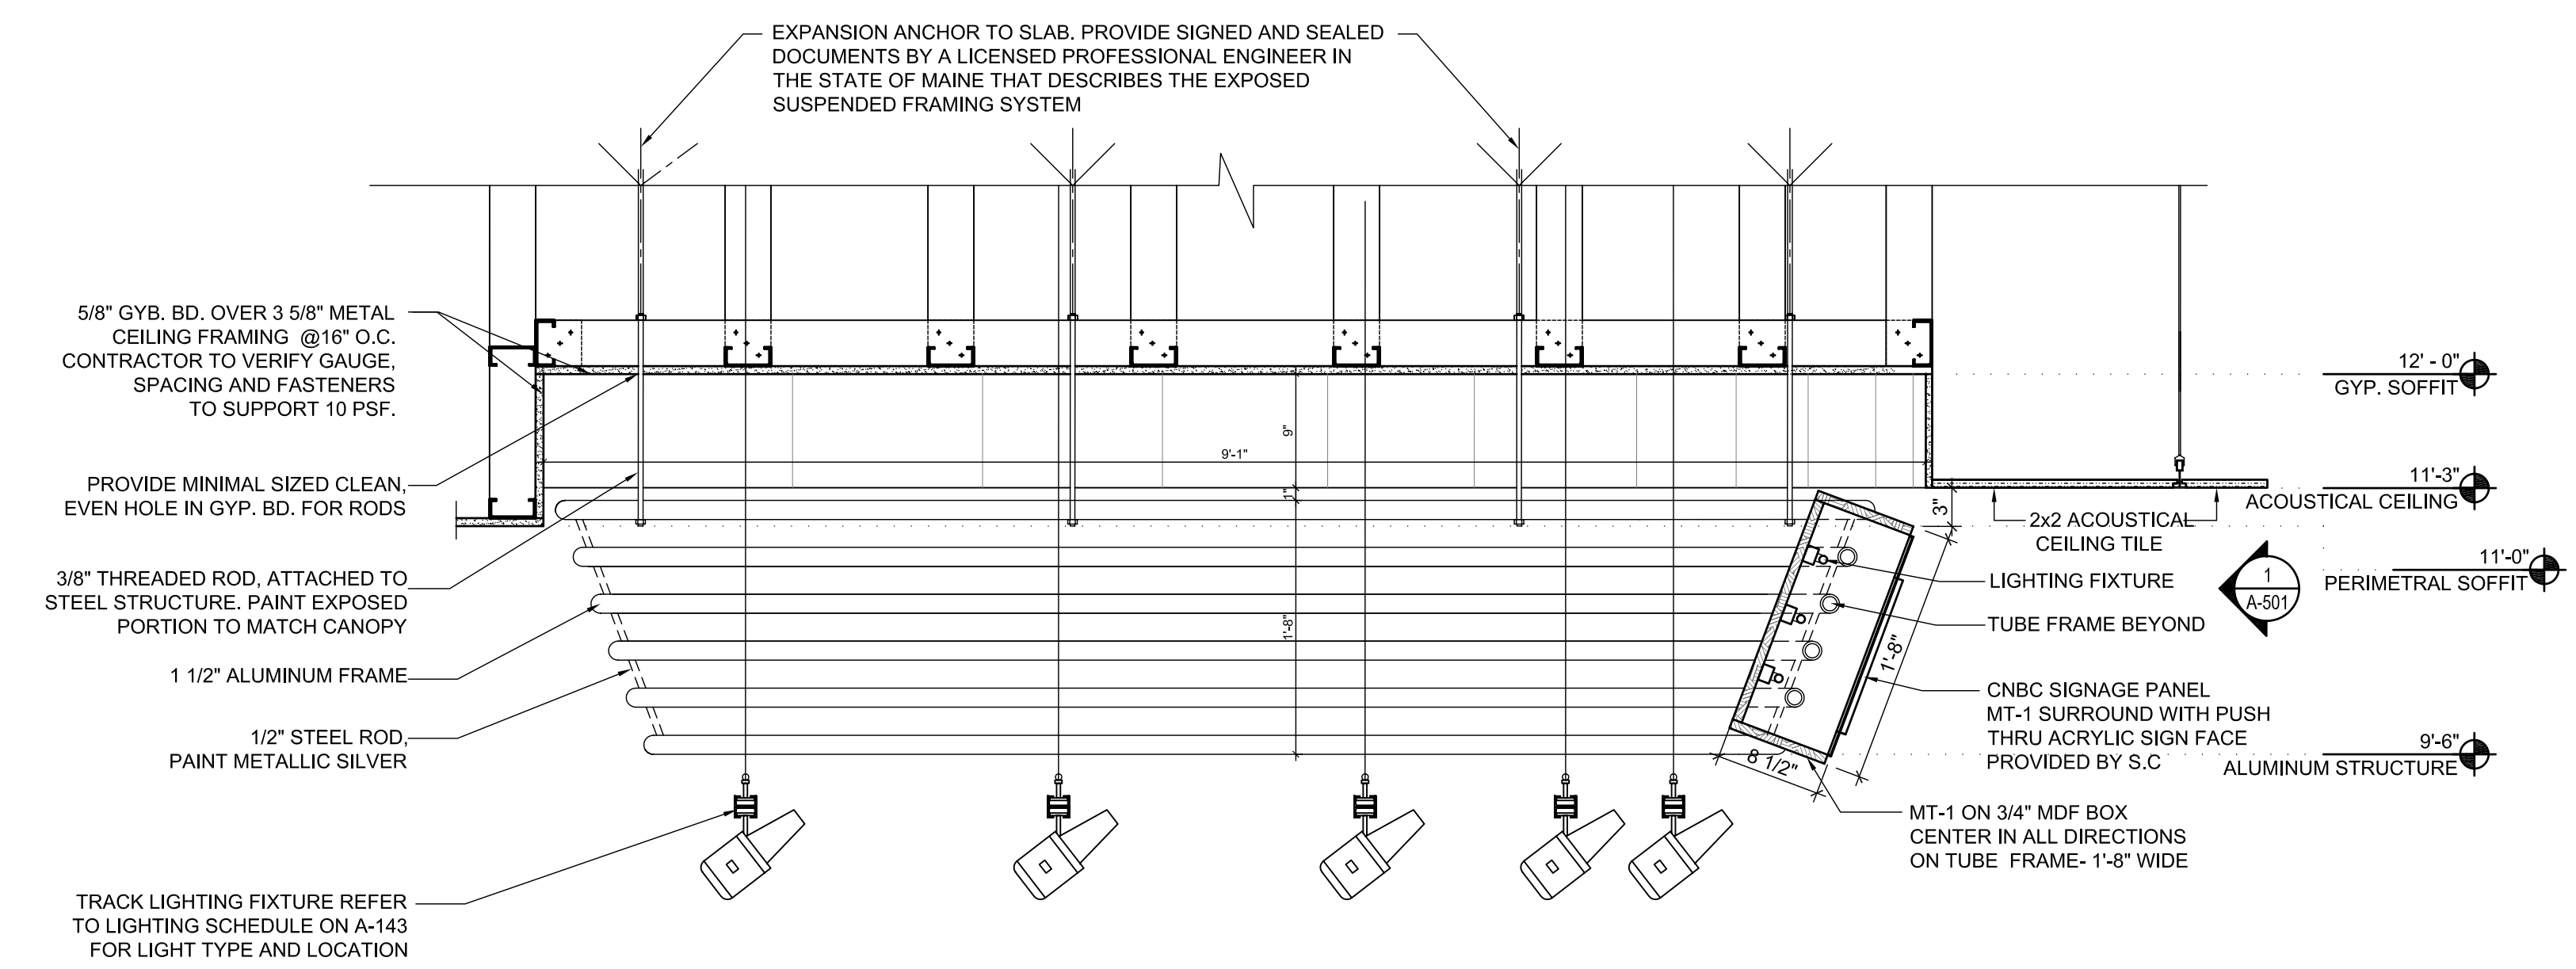 EXPANSION ANCHOR TO SLAB. PROVIDE SIGNED AND SEALED
DOCUMENTS BY A LICENSED PROFESSIONAL ENGINEER IN
THE STATE OF MAINE THAT DESCRIBES THE EXPOSED
SUSPENDED FRAMING SYSTEM
5/8" GYB. BD. OVER 3 5/8" METAL
CEILING FRAMING @16" O.C.
CONTRACTOR TO VERIFY GAUGE,
SPACING AND FASTENERS
TO SUPPORT 10 PSF.
PROVIDE MINIMAL SIZED CLEAN,
EVEN HOLE IN GYP. BD. FOR RODS
3/8" THREADED ROD, ATTACHED TO
STEEL STRUCTURE. PAINT EXPOSED
PORTION TO MATCH CANOPY
1 1/2" ALUMINUM FRAME
1/2" STEEL ROD,
PAINT METALLIC SILVER
TRACK LIGHTING FIXTURE REFER
TO LIGHTING SCHEDULE ON A-143
FOR LIGHT TYPE AND LOCATION
9"
9'-1"
1"
1'-8"
3"
1'-8"
8 1/2"
2x2 ACOUSTICAL
CEILING TILE
LIGHTING FIXTURE
TUBE FRAME BEYOND
CNBC SIGNAGE PANEL
MT-1 SURROUND WITH PUSH
THRU ACRYLIC SIGN FACE
PROVIDED BY S.C
MT-1 ON 3/4" MDF BOX
CENTER IN ALL DIRECTIONS
ON TUBE FRAME- 1'-8" WIDE
1
A-501
12' - 0"
GYP. SOFFIT
11'-3"
ACOUSTICAL CEILING
11'-0"
PERIMETRAL SOFFIT
9'-6"
ALUMINUM STRUCTURE